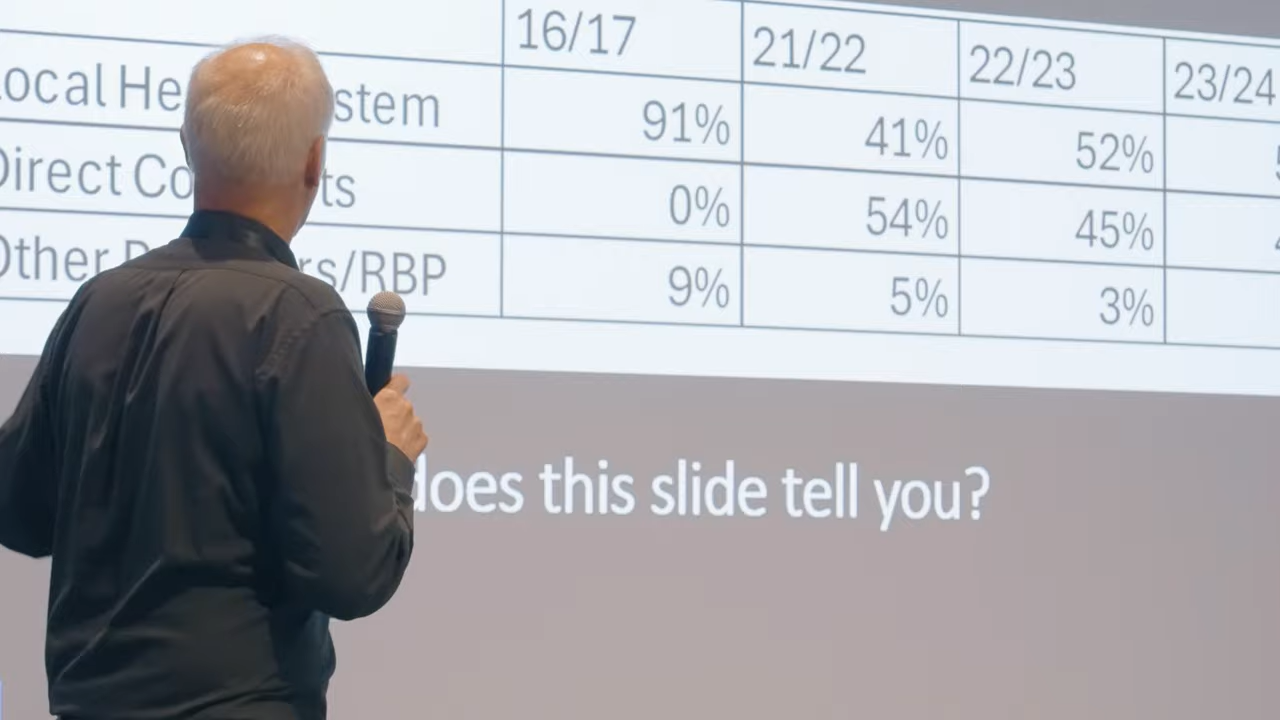 16/17 21/22 22/23 23/24
ocal He stem 91% 41% 52%
Direct Co ts 0% 54% 45%
Other rs/RBP 9% 5% 3%
does this slide tell you?